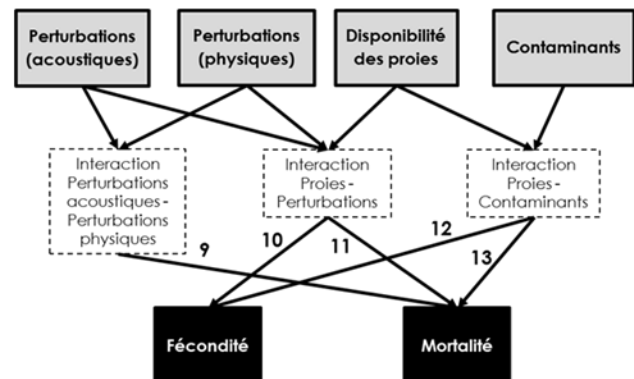 Perturbations
(acoustiques)
Perturbations
(physiques)
Disponibilité
des proies
Contaminants
Interaction
Perturbations
acoustiques -
Perturbations
physiques
Interaction
Proies -
Perturbations
Interaction
Proies -
Contaminants
9
10
11
12
13
Fécondité
Mortalité